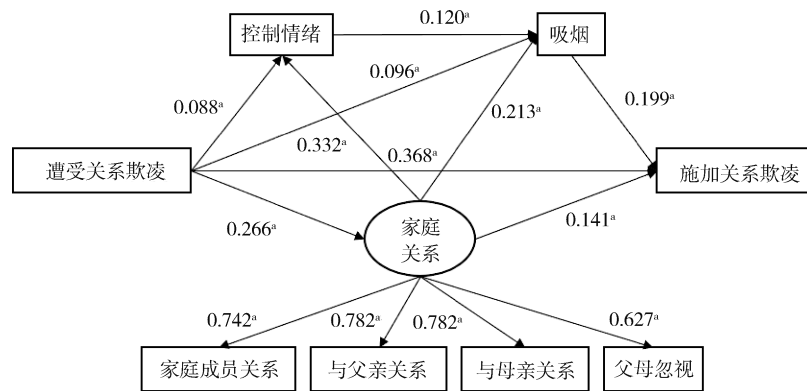 控制情绪
0.120ᵃ
吸烟
0.096ᵃ
0.088ᵃ
0.213ᵃ
0.199ᵃ
0.332ᵃ
0.368ᵃ
遭受关系欺凌
施加关系欺凌
0.266ᵃ
家庭
关系
0.141ᵃ
0.742ᵃ
0.782ᵃ
0.782ᵃ
0.627ᵃ
家庭成员关系
与父亲关系
与母亲关系
父母忽视